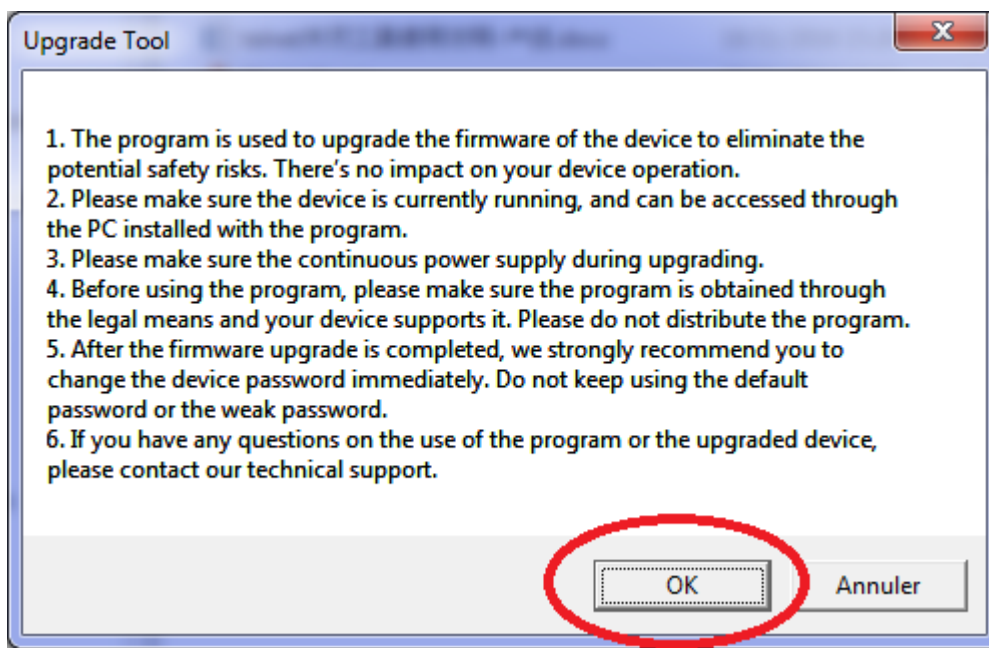 Upgrade Tool
1. The program is used to upgrade the firmware of the device to eliminate the
potential safety risks. There's no impact on your device operation.
2. Please make sure the device is currently running, and can be accessed through
the PC installed with the program.
3. Please make sure the continuous power supply during upgrading.
4. Before using the program, please make sure the program is obtained through
the legal means and your device supports it. Please do not distribute the program.
5. After the firmware upgrade is completed, we strongly recommend you to
change the device password immediately. Do not keep using the default
password or the weak password.
6. If you have any questions on the use of the program or the upgraded device,
please contact our technical support.
OK
Annuler